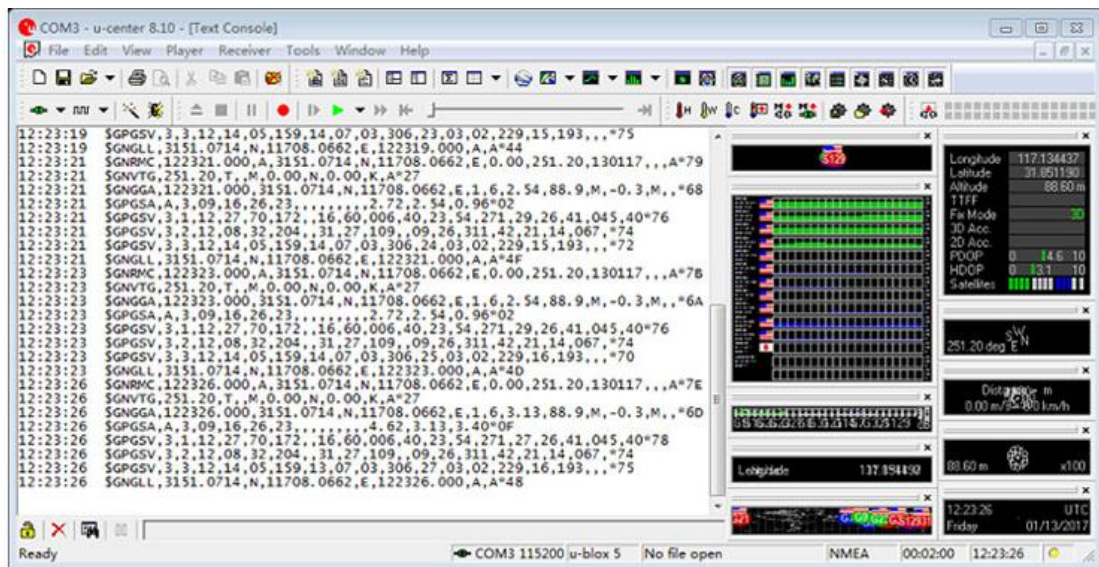 COM3 - u-center 8.10 - [Text Console]
File Edit View Player Receiver Tools Window Help
12:23:19 $GPGSV,3,3,12,14,05,159,14,07,03,306,23,03,02,229,15,193,,,*75
12:23:19 $GNGLL,3151.0714,N,11708.0662,E,122319.000,A,A*44
12:23:21 $GNRMC,122321.000,A,3151.0714,N,11708.0662,E,0.00,251.20,130117,,,A*79
12:23:21 $GNVTG,251.20,T,,M,0.00,N,0.00,K,A*27
12:23:21 $GNGGA,122321.000,3151.0714,N,11708.0662,E,1,6,2.54,88.9,M,-0.3,M,,*68
12:23:21 $GPGSA,A,3,09,16,26,23,,,,,,,,,2.72,2.54,0.96*02
12:23:21 $GPGSV,3,1,12,27,70,172,,16,60,006,40,23,54,271,29,26,41,045,40*76
12:23:21 $GPGSV,3,2,12,08,32,204,,31,27,109,,09,26,311,42,21,14,067,*74
12:23:21 $GPGSV,3,3,12,14,05,159,14,07,03,306,24,03,02,229,15,193,,,*72
12:23:21 $GNGLL,3151.0714,N,11708.0662,E,122321.000,A,A*4F
12:23:23 $GNRMC,122323.000,A,3151.0714,N,11708.0662,E,0.00,251.20,130117,,,A*7B
12:23:23 $GNVTG,251.20,T,,M,0.00,N,0.00,K,A*27
12:23:23 $GNGGA,122323.000,3151.0714,N,11708.0662,E,1,6,2.54,88.9,M,-0.3,M,,*6A
12:23:23 $GPGSA,A,3,09,16,26,23,,,,,,,,,2.72,2.54,0.96*02
12:23:23 $GPGSV,3,1,12,27,70,172,,16,60,006,40,23,54,271,29,26,41,045,40*76
12:23:23 $GPGSV,3,2,12,08,32,204,,31,27,109,,09,26,311,42,21,14,067,*74
12:23:23 $GPGSV,3,3,12,14,05,159,14,07,03,306,25,03,02,229,16,193,,,*70
12:23:23 $GNGLL,3151.0714,N,11708.0662,E,122323.000,A,A*4D
12:23:26 $GNRMC,122326.000,A,3151.0714,N,11708.0662,E,0.00,251.20,130117,,,A*7E
12:23:26 $GNVTG,251.20,T,,M,0.00,N,0.00,K,A*27
12:23:26 $GNGGA,122326.000,3151.0714,N,11708.0662,E,1,6,3.13,88.9,M,-0.3,M,,*6D
12:23:26 $GPGSA,A,3,09,16,26,23,,,,,,,,,4.62,3.13,3.40*0F
12:23:26 $GPGSV,3,1,12,27,70,172,,16,60,006,40,23,54,271,27,26,41,045,40*78
12:23:26 $GPGSV,3,2,12,08,32,204,,31,27,109,,09,26,311,42,21,14,067,*74
12:23:26 $GPGSV,3,3,12,14,05,159,13,07,03,306,27,03,02,229,16,193,,,*75
12:23:26 $GNGLL,3151.0714,N,11708.0662,E,122326.000,A,A*48
S129
Longitude 117.134437
Latitude 31.851190
Altitude 88.60 m
TTFF
Fix Mode 3D
3D Acc.
2D Acc.
PDOP 0 4.6 10
HDOP 0 3.1 10
Satellites
251.20 deg
S W E N
0.00 m/s
km/h
88.60 m x100
12:23:26 UTC
Friday 01/13/2017
Ready
COM3 115200 u-blox 5 No file open NMEA 00:02:00 12:23:26